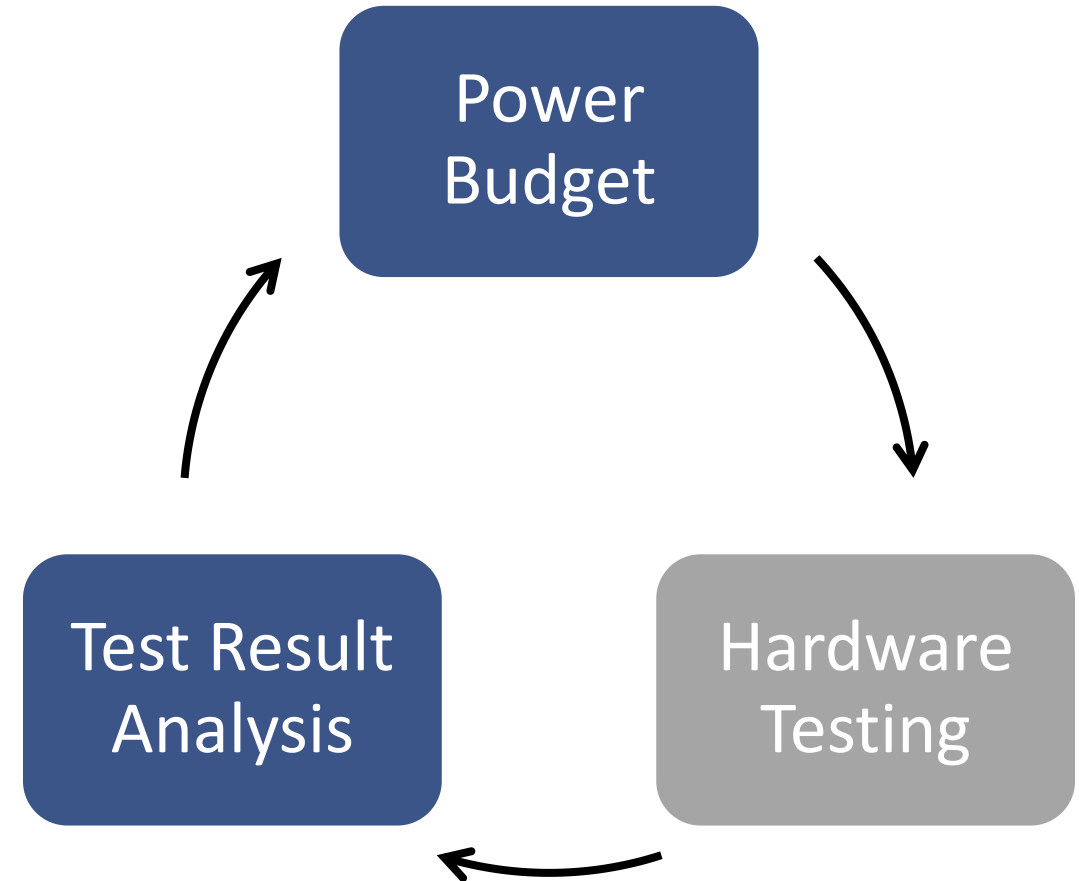 Power
Budget
Test Result
Analysis
Hardware
Testing